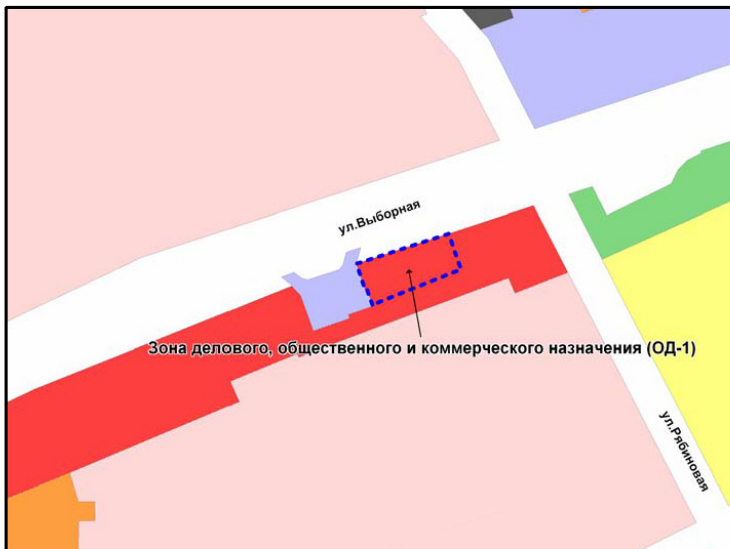 ул.Выборная
Зона делового, общественного и коммерческого назначения (ОД-1)
ул.Рябиновая